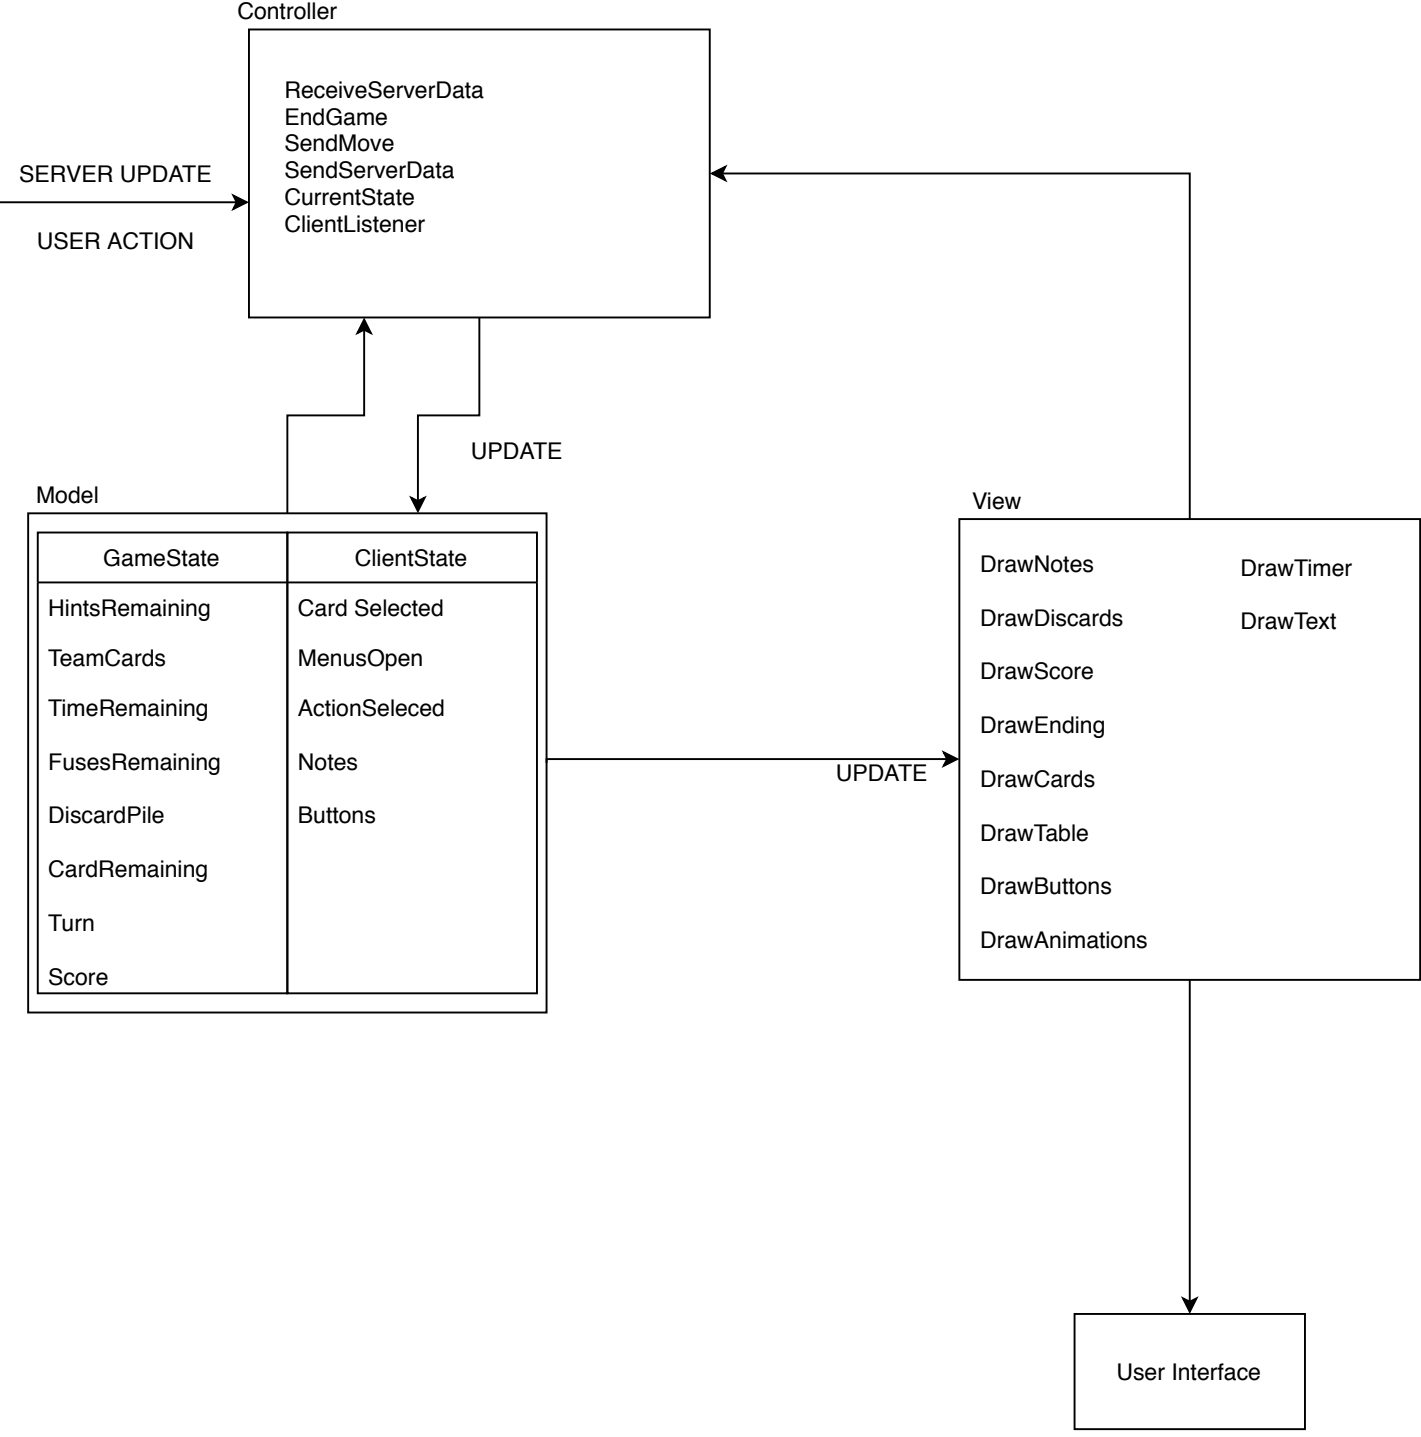 Controller
ReceiveServerData
EndGame
SendMove
SendServerData
CurrentState
ClientListener
SERVER UPDATE
USER ACTION
UPDATE
Model
GameState
HintsRemaining
TeamCards
TimeRemaining
FusesRemaining
DiscardPile
CardRemaining
Turn
Score
ClientState
Card Selected
MenusOpen
ActionSeleced
Notes
Buttons
UPDATE
View
DrawNotes
DrawDiscards
DrawScore
DrawEnding
DrawCards
DrawTable
DrawButtons
DrawAnimations
DrawTimer
DrawText
User Interface